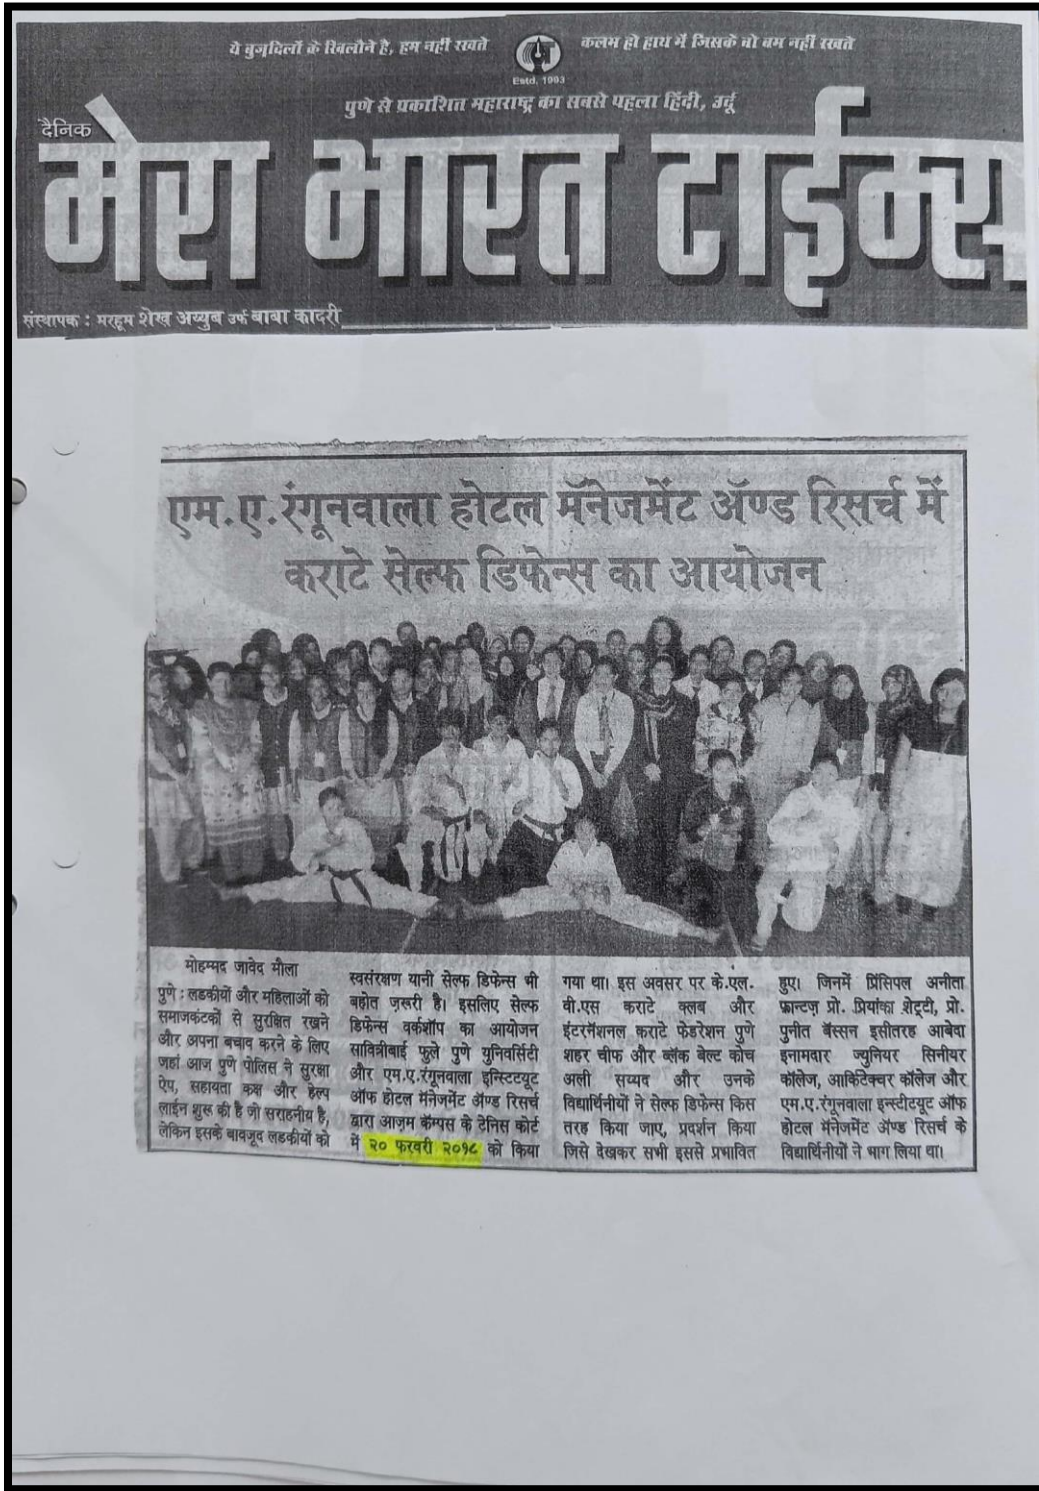 ये बुज़दिलों के खिलौने है, हम नहीं रखते
कलम हो हाथ में जिसके वो बम नहीं रखते
Estd. 1993
पुणे से प्रकाशित महाराष्ट्र का सबसे पहला हिंदी, उर्दू
दैनिक
मेरा भारत टाईम्स
संस्थापक : मरहूम शेख अय्युब उर्फ बाबा कादरी
एम.ए.रंगूनवाला होटल मॅनेजमेंट ॲण्ड रिसर्च में
कराटे सेल्फ डिफेन्स का आयोजन
मोहम्मद जावेद मौला
पुणे : लडकीयों और महिलाओं को
समाजकंटकों से सुरक्षित रखने
और अपना बचाव करने के लिए
जहां आज पुणे पोलिस ने सुरक्षा
ऐप, सहायता कक्ष और हेल्प
लाईन शुरू की है जो सराहनीय है,
लेकिन इसके बावजूद लडकीयों को
स्वसंरक्षण यानी सेल्फ डिफेन्स भी
बहोत ज़रूरी है। इसलिए सेल्फ
डिफेन्स वर्कशॉप का आयोजन
सावित्रीबाई फुले पुणे युनिवर्सिटी
और एम.ए.रंगूनवाला इन्स्टिटयूट
ऑफ होटल मॅनेजमेंट ॲण्ड रिसर्च
द्वारा आज़म कॅम्पस के टेनिस कोर्ट
में २० फरवरी २०१८ को किया
गया था। इस अवसर पर के.एल.
वी.एस कराटे क्लब और
इंटरनॅशनल कराटे फेडरेशन पुणे
शहर चीफ और ब्लॅक बेल्ट कोच
अली सय्यद और उनके
विद्यार्थिनीयों ने सेल्फ डिफेन्स किस
तरह किया जाए, प्रदर्शन किया
जिसे देखकर सभी इससे प्रभावित
हुए। जिनमें प्रिंसिपल अनीता
फ्रान्टज़ प्रो. प्रियांका शेट्टी, प्रो.
पुनीत बॅस्सन इसीतरह आबेदा
इनामदार ज्युनियर सिनीयर
कॉलेज, आर्किटेक्चर कॉलेज और
एम.ए.रंगूनवाला इन्स्टीटयूट ऑफ
होटल मॅनेजमेंट ॲण्ड रिसर्च के
विद्यार्थिनीयों ने भाग लिया था।